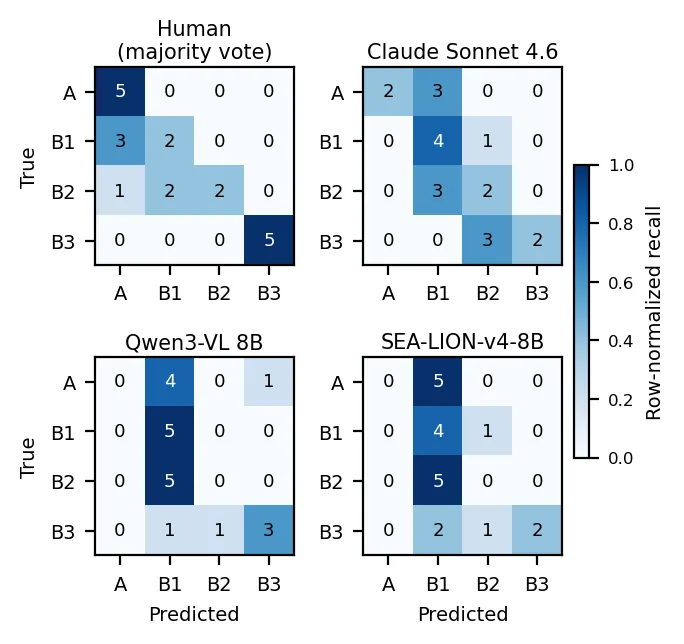 Human
(majority vote)
Claude Sonnet 4.6
True
A 5 0 0 0
B1 3 2 0 0
B2 1 2 2 0
B3 0 0 0 5
A B1 B2 B3
A 2 3 0 0
B1 0 4 1 0
B2 0 3 2 0
B3 0 0 3 2
A B1 B2 B3
Qwen3-VL 8B
SEA-LION-v4-8B
True
A 0 4 0 1
B1 0 5 0 0
B2 0 5 0 0
B3 0 1 1 3
A B1 B2 B3
Predicted
A 0 5 0 0
B1 0 4 1 0
B2 0 5 0 0
B3 0 2 1 2
A B1 B2 B3
Predicted
1.0
0.8
0.6
0.4
0.2
0.0
Row-normalized recall